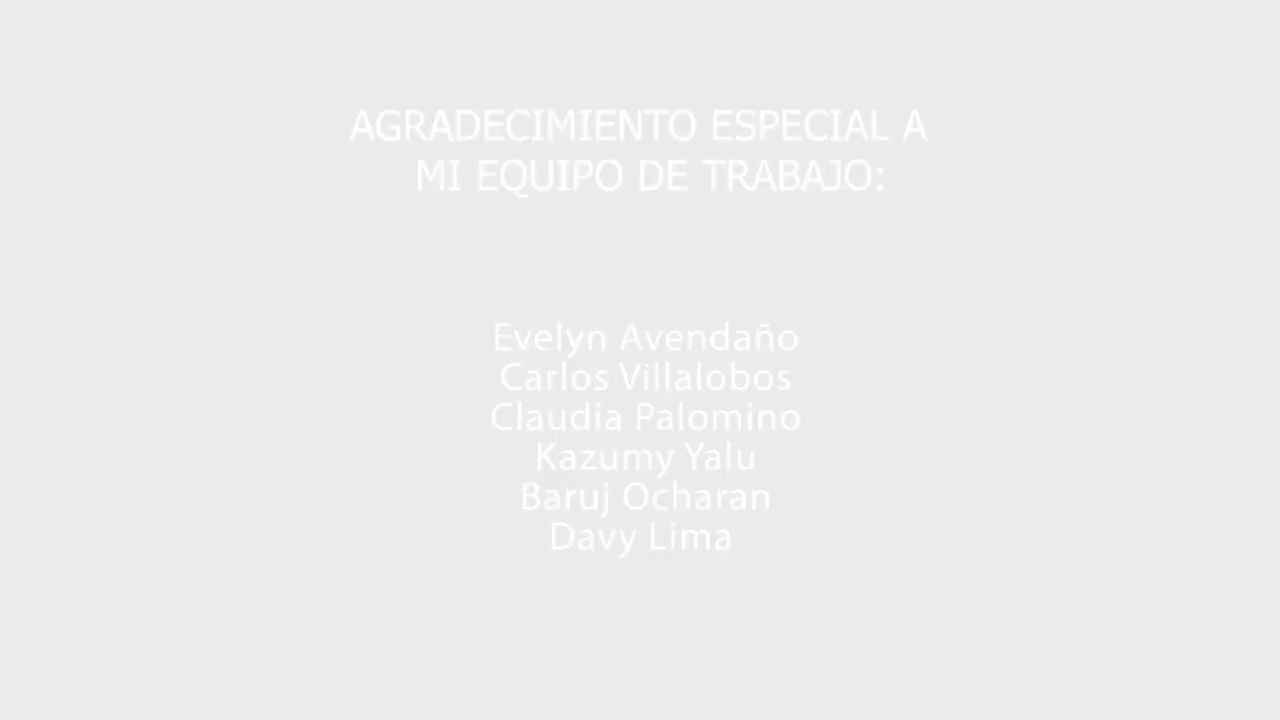 AGRADECIMIENTO ESPECIAL A
MI EQUIPO DE TRABAJO:
Evelyn Avendaño
Carlos Villalobos
Claudia Palomino
Kazumy Yalu
Baruj Ocharan
Davy Lima